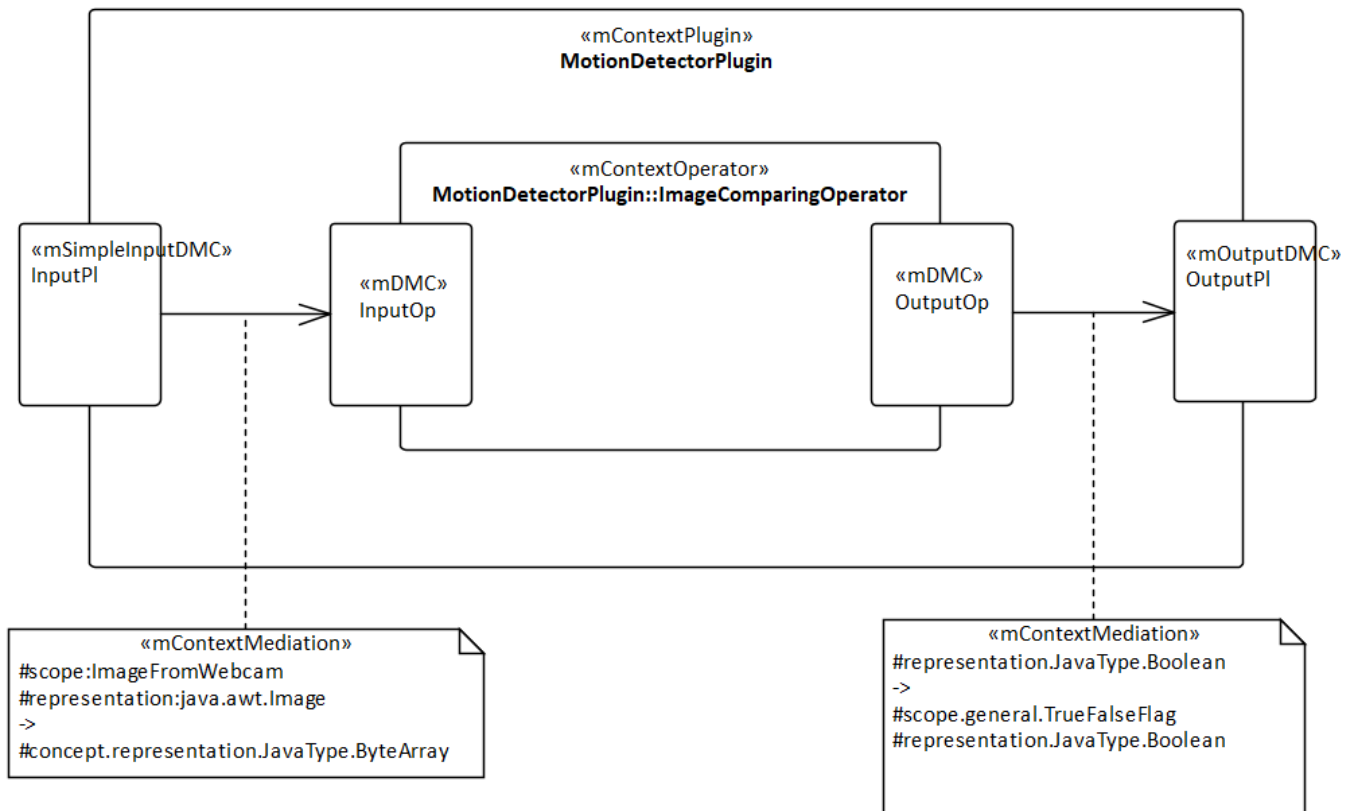 «mContextPlugin»
MotionDetectorPlugin
«mContextOperator»
MotionDetectorPlugin::ImageComparingOperator
«mSimpleInputDMC»
InputPl
«mDMC»
InputOp
«mDMC»
OutputOp
«mOutputDMC»
OutputPl
«mContextMediation»
#scope:ImageFromWebcam
#representation:java.awt.Image
->
#concept.representation.JavaType.ByteArray
«mContextMediation»
#representation.JavaType.Boolean
->
#scope.general.TrueFalseFlag
#representation.JavaType.Boolean